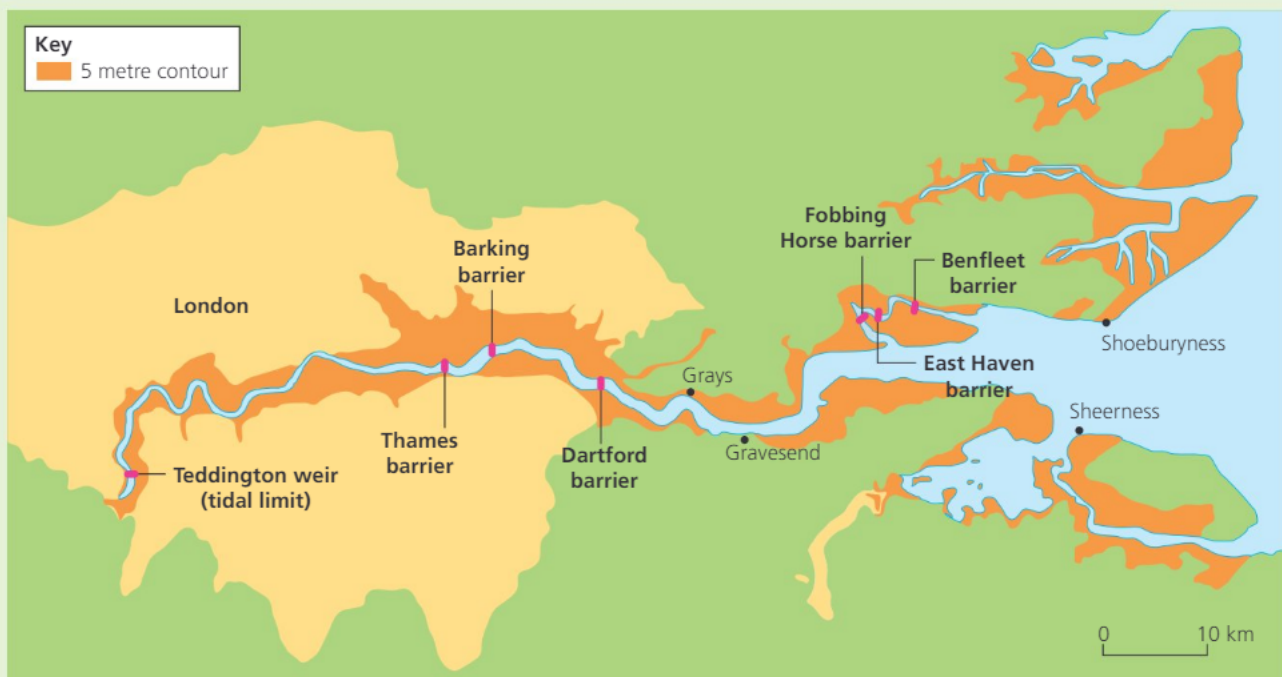 Key
5 metre contour
London
Barking
barrier
Fobbing
Horse barrier
Benfleet
barrier
Shoeburyness
East Haven
barrier
Grays
Sheerness
Gravesend
Thames
barrier
Dartford
barrier
Teddington weir
(tidal limit)
0 10 km